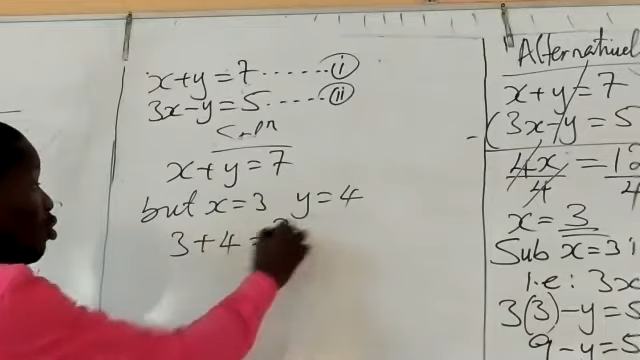 x+y=7......(i)
3x-y=5......(ii)
Soln
x+y=7
but x=3 y=4
3+4=
Alternativel
x+y=7
(3x-y=5
4x/4=12/4
x=3
Sub x=3 i
i.e: 3x
3(3)-y=5
9-y=5